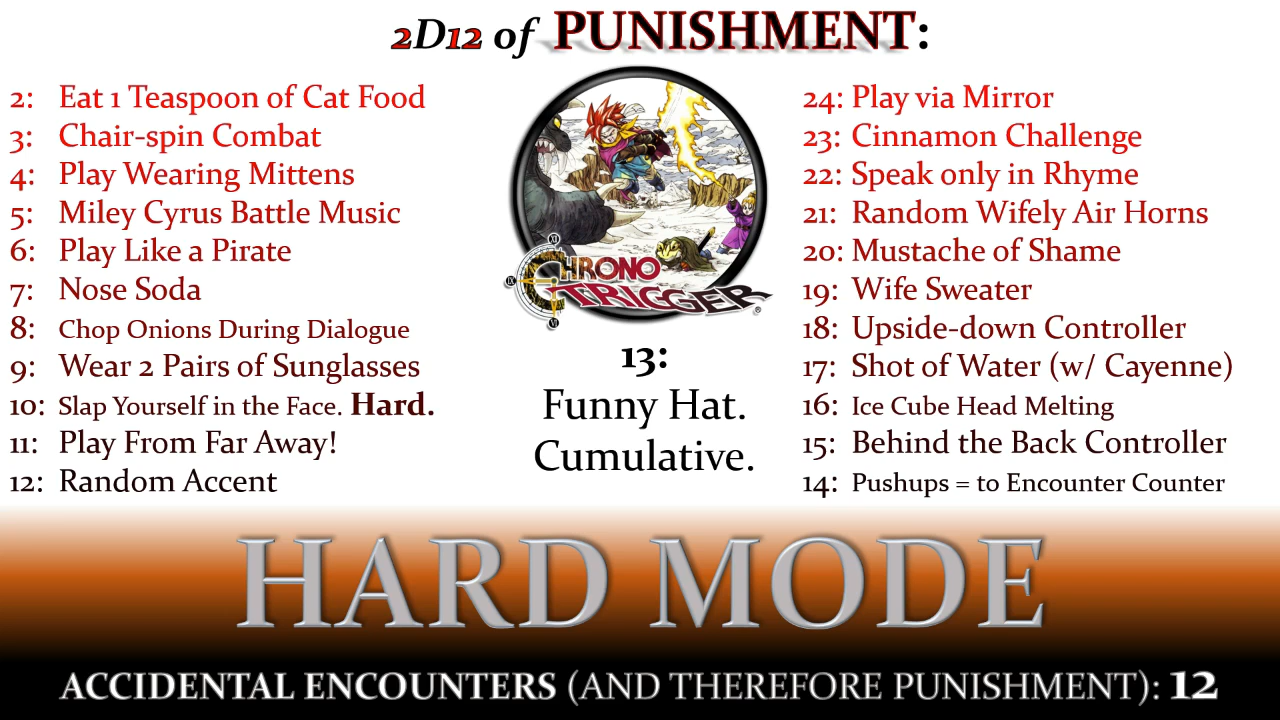 2D12 of PUNISHMENT:
2: Eat 1 Teaspoon of Cat Food
3: Chair-spin Combat
4: Play Wearing Mittens
5: Miley Cyrus Battle Music
6: Play Like a Pirate
7: Nose Soda
8: Chop Onions During Dialogue
9: Wear 2 Pairs of Sunglasses
10: Slap Yourself in the Face. Hard.
11: Play From Far Away!
12: Random Accent
CHRONO
TRIGGER
13:
Funny Hat.
Cumulative.
24: Play via Mirror
23: Cinnamon Challenge
22: Speak only in Rhyme
21: Random Wifely Air Horns
20: Mustache of Shame
19: Wife Sweater
18: Upside-down Controller
17: Shot of Water (w/ Cayenne)
16: Ice Cube Head Melting
15: Behind the Back Controller
14: Pushups = to Encounter Counter
HARD MODE
ACCIDENTAL ENCOUNTERS (AND THEREFORE PUNISHMENT): 12